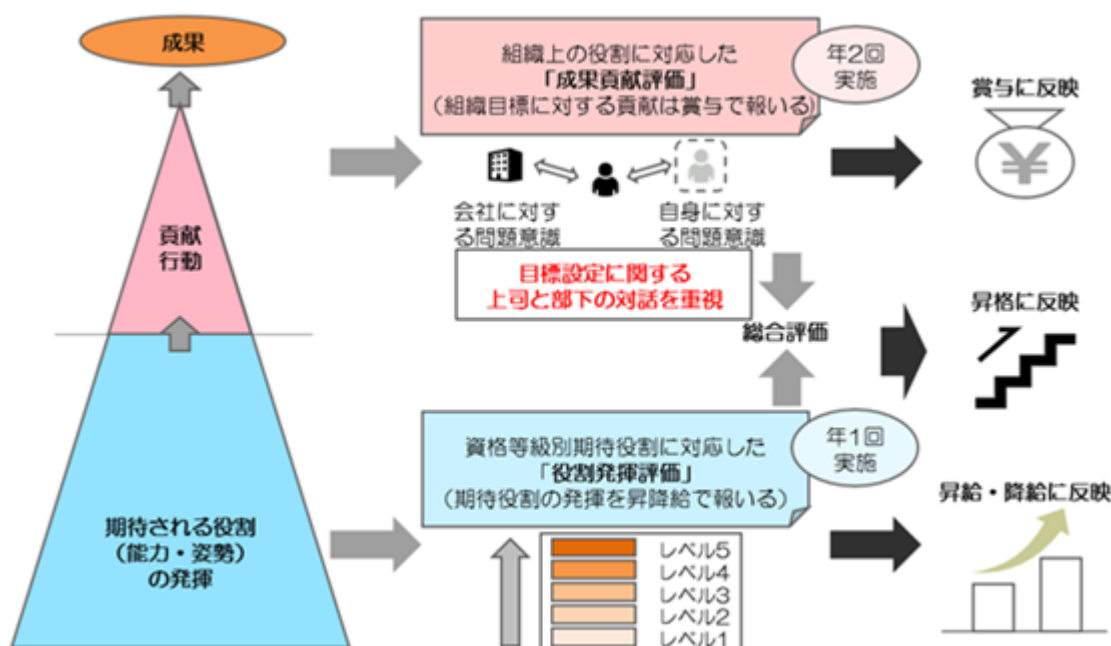 成果
貢献
行動
期待される役割
(能力・姿勢)
の発揮
組織上の役割に対応した
「成果貢献評価」
(組織目標に対する貢献は賞与で報いる)
年2回
実施
会社に対す
る問題意識
自身に対す
る問題意識
目標設定に関する
上司と部下の対話を重視
総合評価
資格等級別期待役割に対応した
「役割発揮評価」
(期待役割の発揮を昇降給で報いる)
年1回
実施
レベル5
レベル4
レベル3
レベル2
レベル1
賞与に反映
¥
昇格に反映
昇給・降給に反映